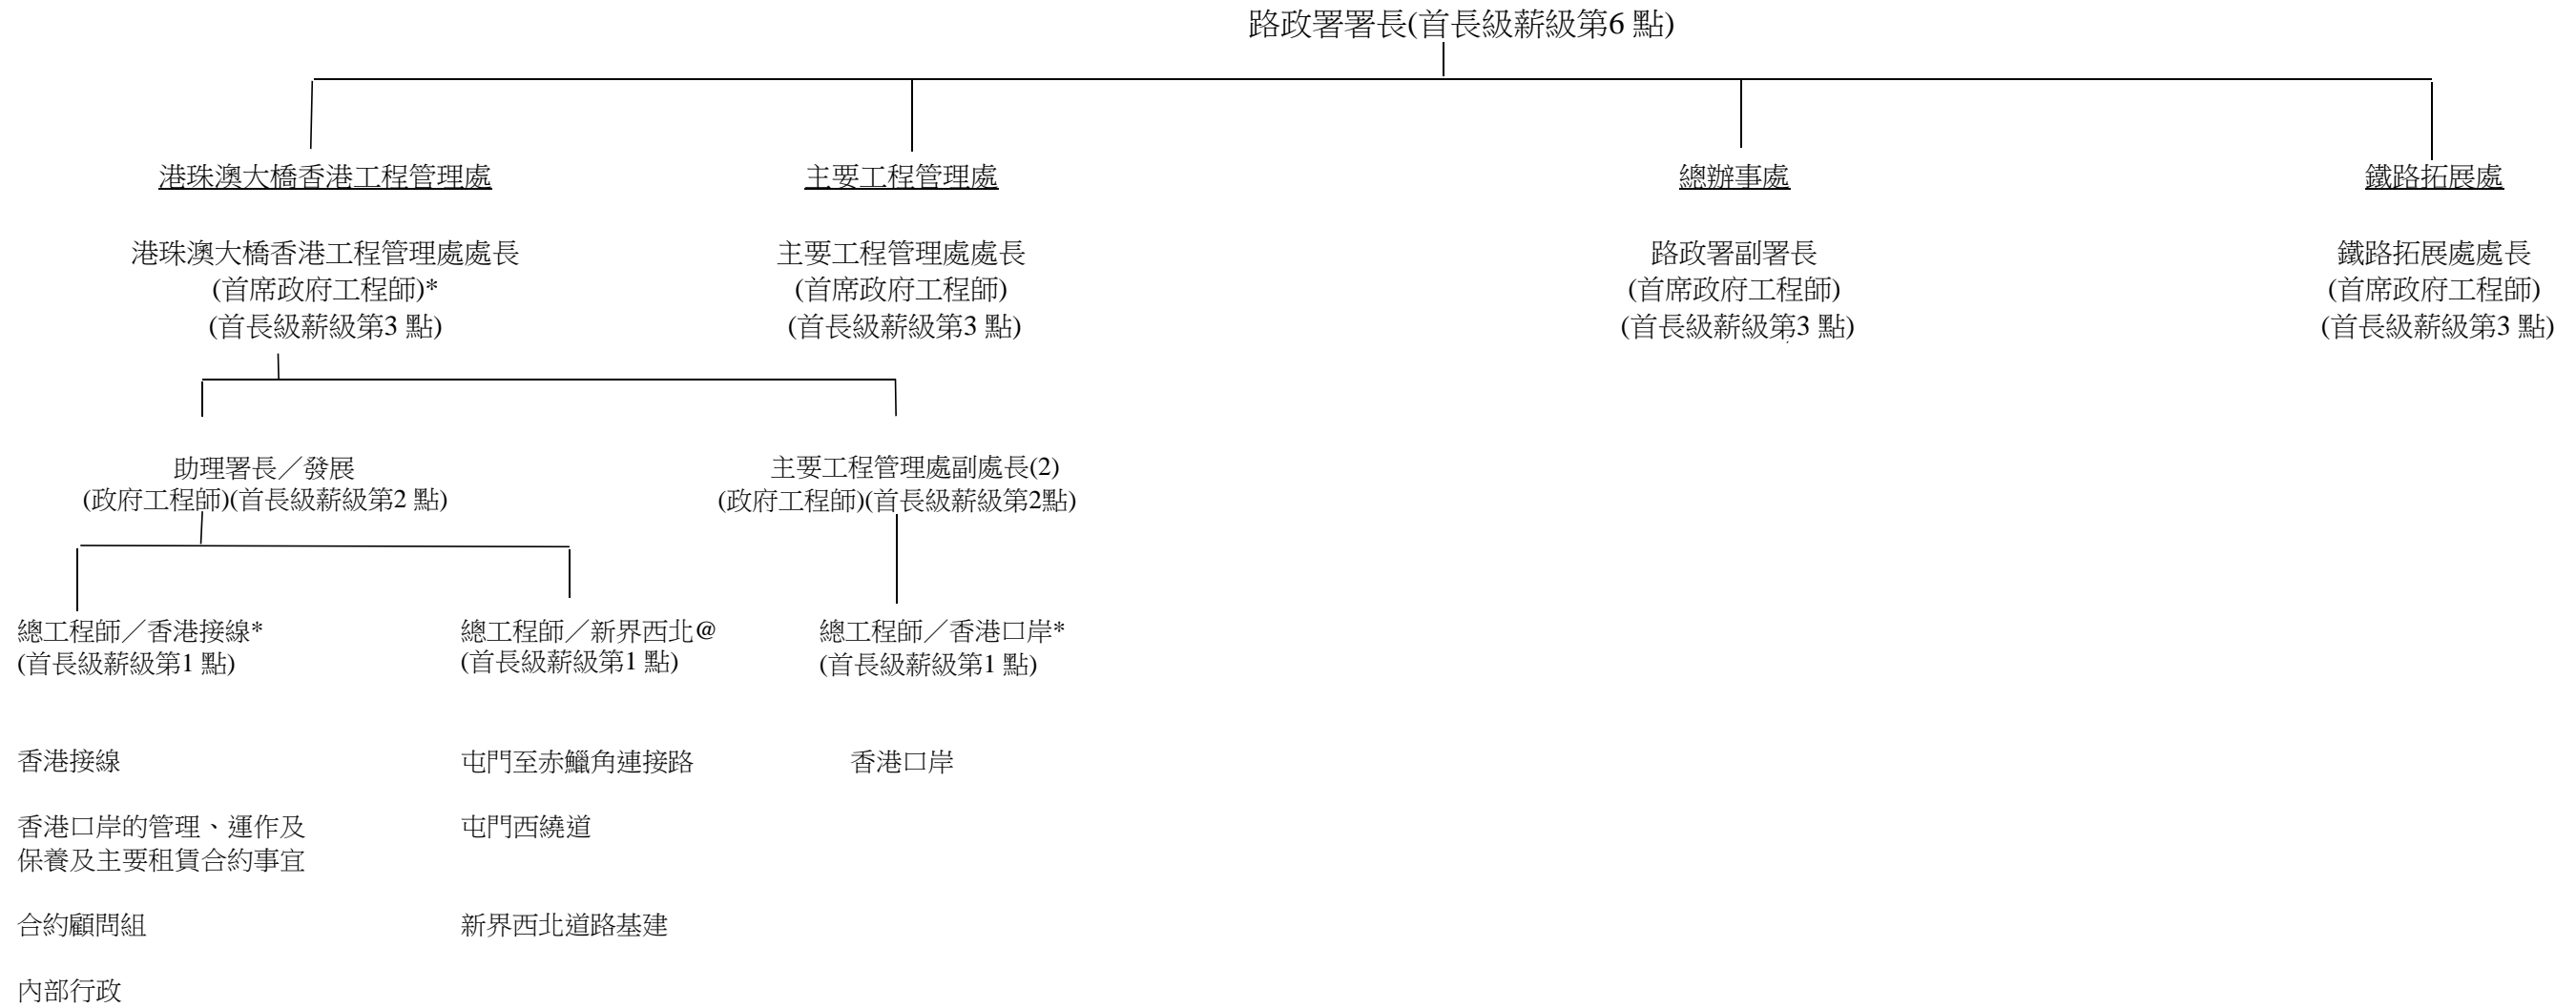 路政署署長(首長級薪級第6 點)
港珠澳大橋香港工程管理處
主要工程管理處
總辦事處
鐵路拓展處
港珠澳大橋香港工程管理處處長
(首席政府工程師)*
(首長級薪級第3 點)
主要工程管理處處長
(首席政府工程師)
(首長級薪級第3 點)
路政署副署長
(首席政府工程師)
(首長級薪級第3 點)
鐵路拓展處處長
(首席政府工程師)
(首長級薪級第3 點)
助理署長／發展
(政府工程師)(首長級薪級第2 點)
主要工程管理處副處長(2)
(政府工程師)(首長級薪級第2點)
總工程師／香港接線*
(首長級薪級第1 點)
總工程師／新界西北@
(首長級薪級第1 點)
總工程師／香港口岸*
(首長級薪級第1 點)
香港接線
香港口岸的管理、運作及
保養及主要租賃合約事宜
合約顧問組
內部行政
屯門至赤鱲角連接路
屯門西繞道
新界西北道路基建
香港口岸